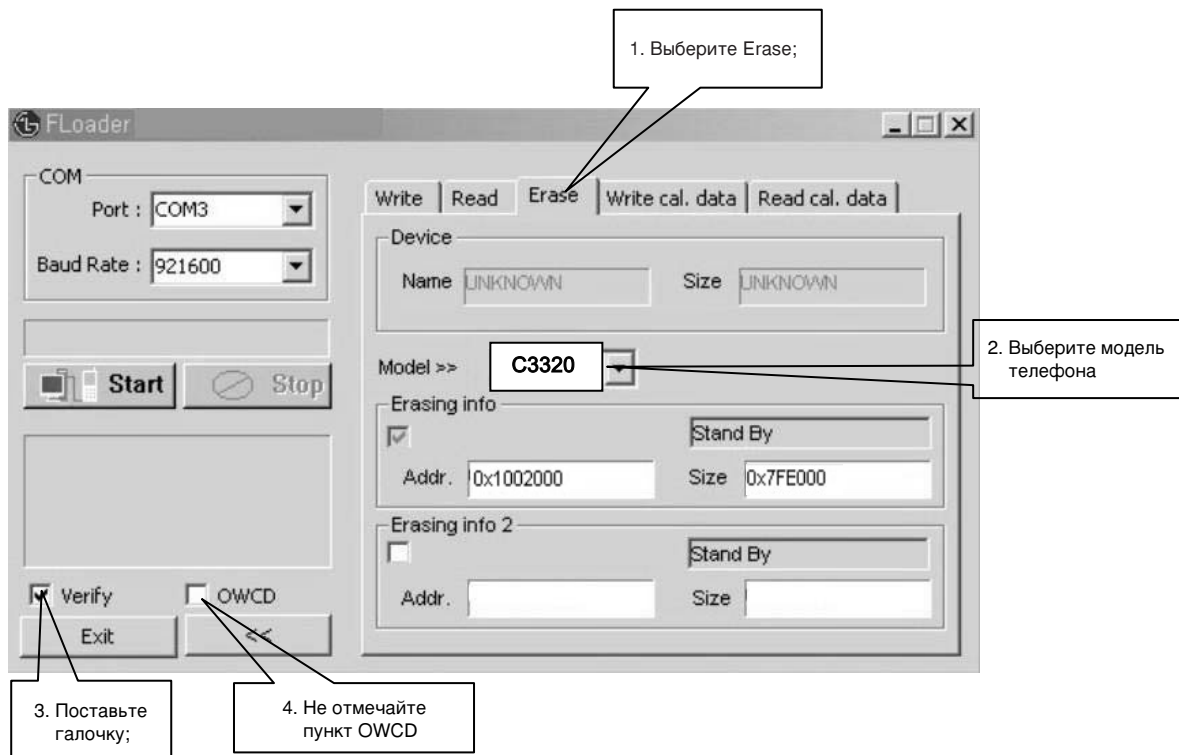 1. Выберите Erase;
FLoader
COM
Port : COM3
Baud Rate : 921600
Start Stop
Verify OWCD
Exit <<
Write Read Erase Write cal. data Read cal. data
Device
Name UNKNOWN Size UNKNOWN
Model >> C3320
Erasing info
Stand By
Addr. 0x1002000 Size 0x7FE000
Erasing info 2
Stand By
Addr. Size
2. Выберите модель
телефона
3. Поставьте
галочку;
4. Не отмечайте
пункт OWCD